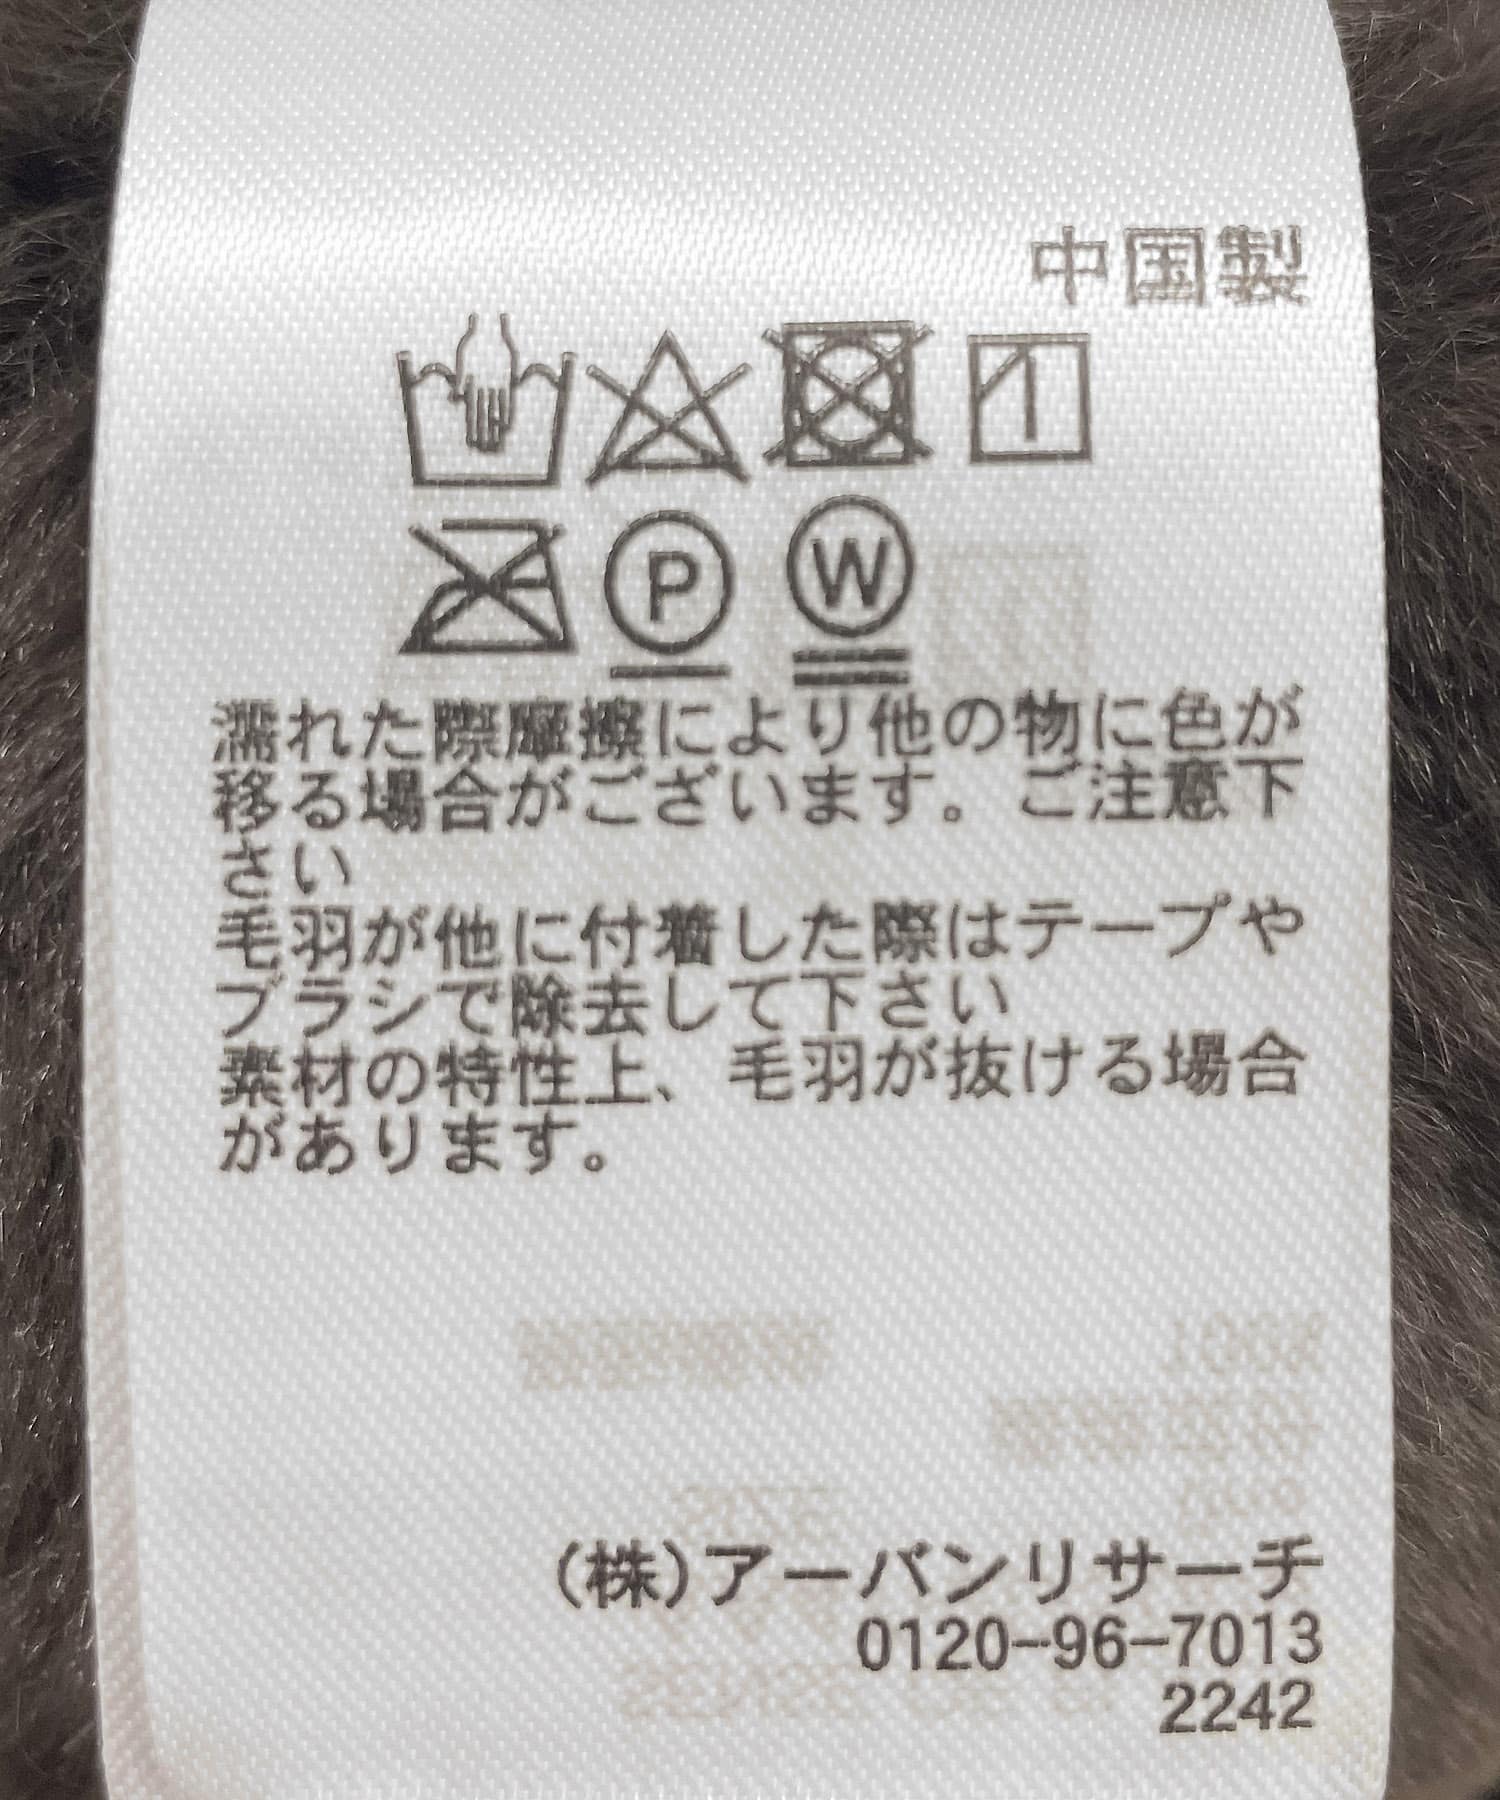 中国製
P
W
濡れた際摩擦により他の物に色が
移る場合がございます。ご注意下
さい
毛羽が他に付着した際はテープや
ブラシで除去して下さい
素材の特性上、毛羽が抜ける場合
があります。
(株)アーバンリサーチ
0120-96-7013
2242